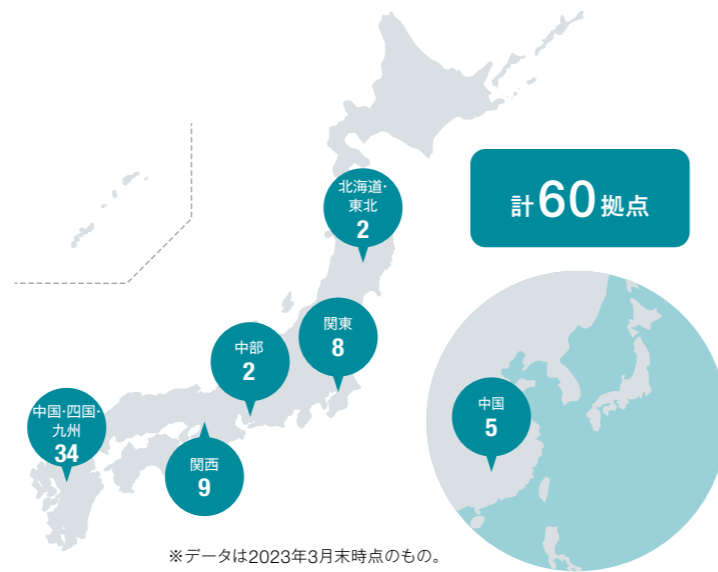 北海道・
東北
2
計60拠点
関東
8
中部
2
中国・四国・
九州
34
関西
9
中国
5
※データは2023年3月末時点のもの。